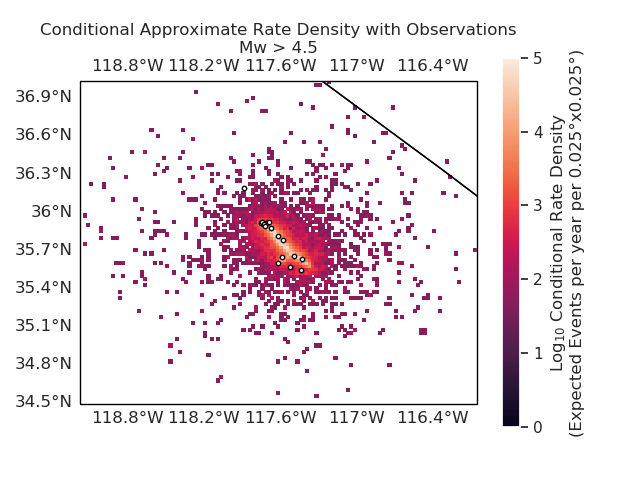 Conditional Approximate Rate Density with Observations
Mw > 4.5
118.8°W 118.2°W 117.6°W 117°W 116.4°W
36.9°N
36.6°N
36.3°N
36°N
35.7°N
35.4°N
35.1°N
34.8°N
34.5°N
118.8°W 118.2°W 117.6°W 117°W 116.4°W
5
4
3
2
1
0
Log₁₀ Conditional Rate Density
(Expected Events per year per 0.025°x0.025°)